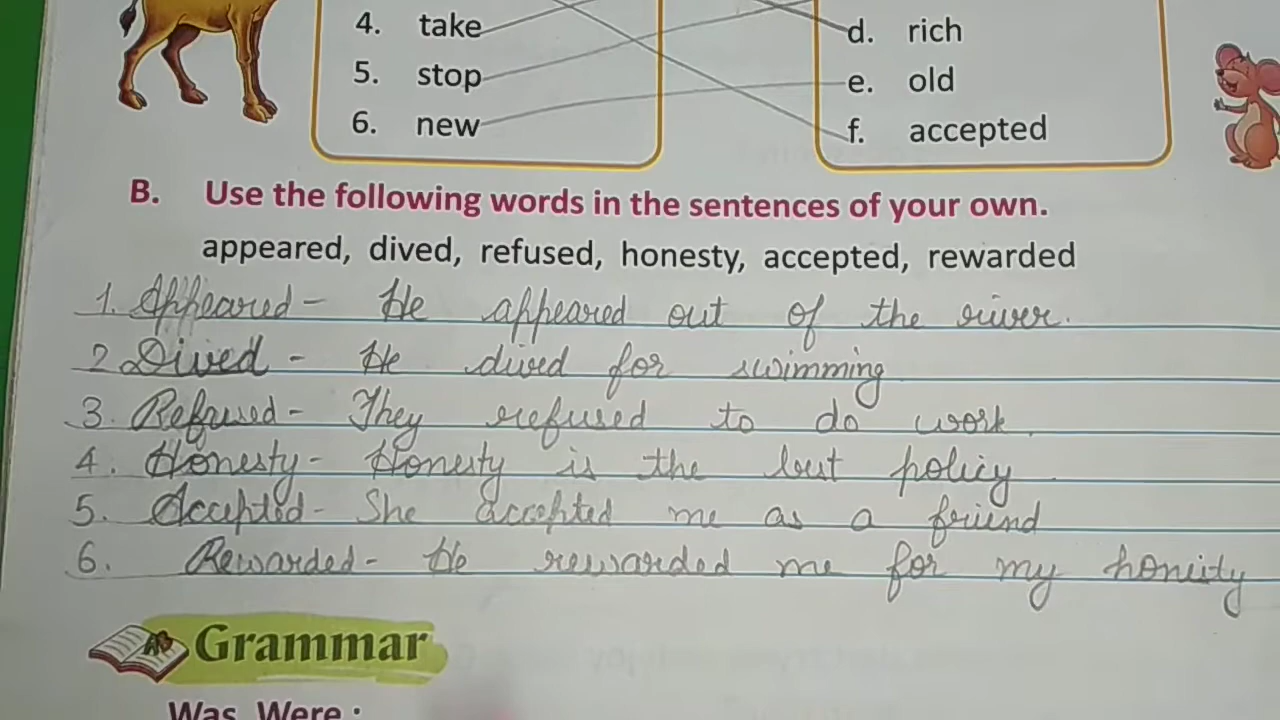 4. take
d. rich
5. stop
e. old
6. new
f. accepted
B. Use the following words in the sentences of your own.
appeared, dived, refused, honesty, accepted, rewarded
1. Appeared - He appeared out of the river.
2 Dived - He dived for swimming
3. Refused - They refused to do work.
4. Honesty - Honesty is the best policy
5. Accepted - She accepted me as a friend
6. Rewarded - He rewarded me for my honesty
Grammar
Was Were :